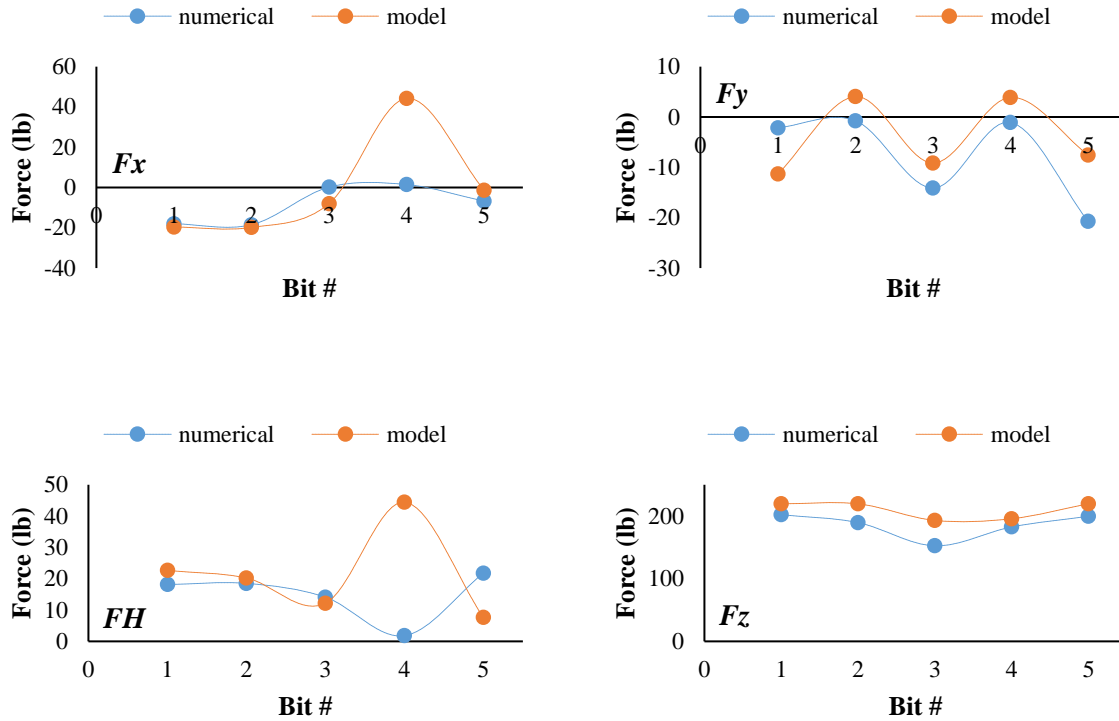 numerical model
60
40
20
0
-20
-40
Force (lb)
Fx
0 1 2 3 4 5
Bit #
numerical model
10
0
-10
-20
-30
Force (lb)
Fy
0 1 2 3 4 5
Bit #
numerical model
50
40
30
20
10
0
Force (lb)
FH
0 1 2 3 4 5
Bit #
numerical model
200
100
0
Force (lb)
Fz
0 1 2 3 4 5
Bit #